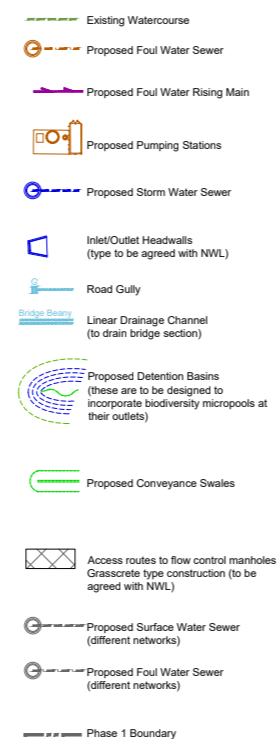 Existing Watercourse
Proposed Foul Water Sewer
Proposed Foul Water Rising Main
Proposed Pumping Stations
Proposed Storm Water Sewer
Inlet/Outlet Headwalls
(type to be agreed with NWL)
G
Road Gully
Bridge Beany
Linear Drainage Channel
(to drain bridge section)
Proposed Detention Basins
(these are to be designed to
incorporate biodiversity micropools at
their outlets)
Proposed Conveyance Swales
Access routes to flow control manholes
Grasscrete type construction (to be
agreed with NWL)
Proposed Surface Water Sewer
(different networks)
Proposed Foul Water Sewer
(different networks)
Phase 1 Boundary